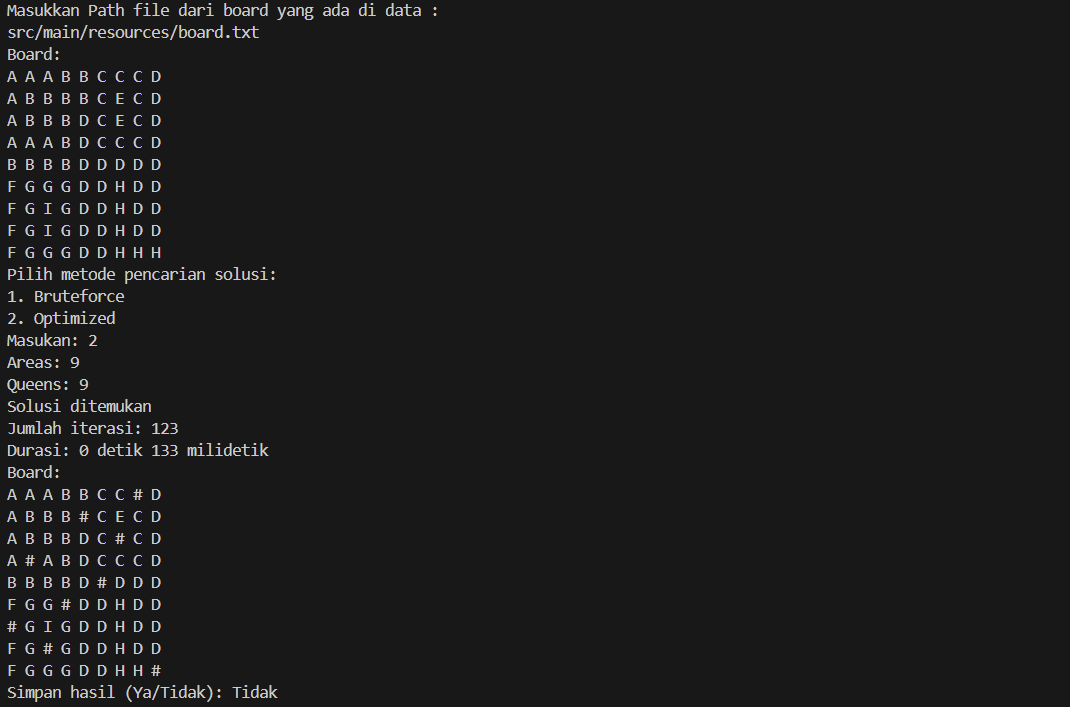 Masukkan Path file dari board yang ada di data :
src/main/resources/board.txt
Board:
A A A B B C C C D
A B B B B C E C D
A B B B D C E C D
A A A B D C C C D
B B B B D D D D D
F G G G D D H D D
F G I G D D H D D
F G I G D D H D D
F G G G D D H H H
Pilih metode pencarian solusi:
1. Bruteforce
2. Optimized
Masukan: 2
Areas: 9
Queens: 9
Solusi ditemukan
Jumlah iterasi: 123
Durasi: 0 detik 133 milidetik
Board:
A A A B B C C # D
A B B B # C E C D
A B B B D C # C D
A # A B D C C C D
B B B B D # D D D
F G G # D D H D D
# G I G D D H D D
F G # G D D H D D
F G G G D D H H #
Simpan hasil (Ya/Tidak): Tidak